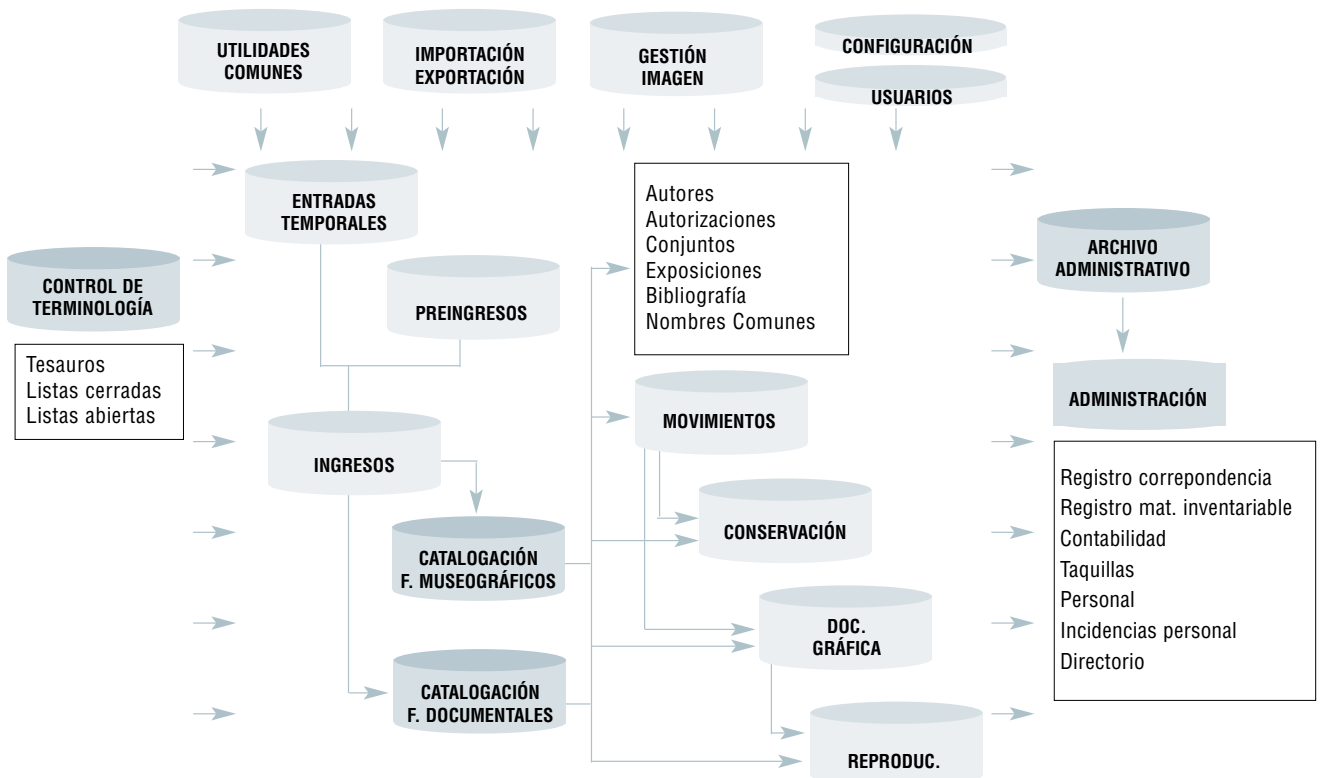 UTILIDADES
COMUNES
IMPORTACIÓN
EXPORTACIÓN
GESTIÓN
IMAGEN
CONFIGURACIÓN
USUARIOS
ENTRADAS
TEMPORALES
Autores
Autorizaciones
Conjuntos
Exposiciones
Bibliografía
Nombres Comunes
ARCHIVO
ADMINISTRATIVO
CONTROL DE
TERMINOLOGÍA
PREINGRESOS
Tesauros
Listas cerradas
Listas abiertas
ADMINISTRACIÓN
MOVIMIENTOS
INGRESOS
Registro correpondencia
Registro mat. inventariable
Contabilidad
Taquillas
Personal
Incidencias personal
Directorio
CONSERVACIÓN
CATALOGACIÓN
F. MUSEOGRÁFICOS
DOC.
GRÁFICA
CATALOGACIÓN
F. DOCUMENTALES
REPRODUC.